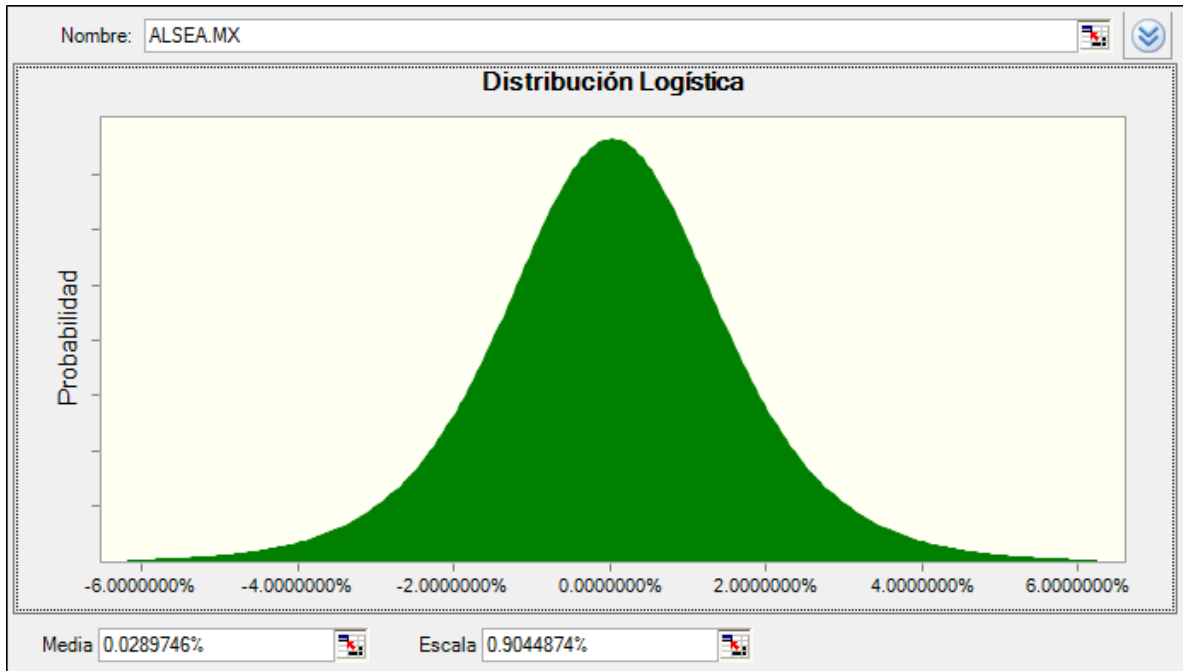 Nombre: ALSEA.MX
Distribución Logística
Probabilidad
-6.0000000% -4.0000000% -2.0000000% 0.0000000% 2.0000000% 4.0000000% 6.0000000%
Media 0.0289746% Escala 0.9044874%